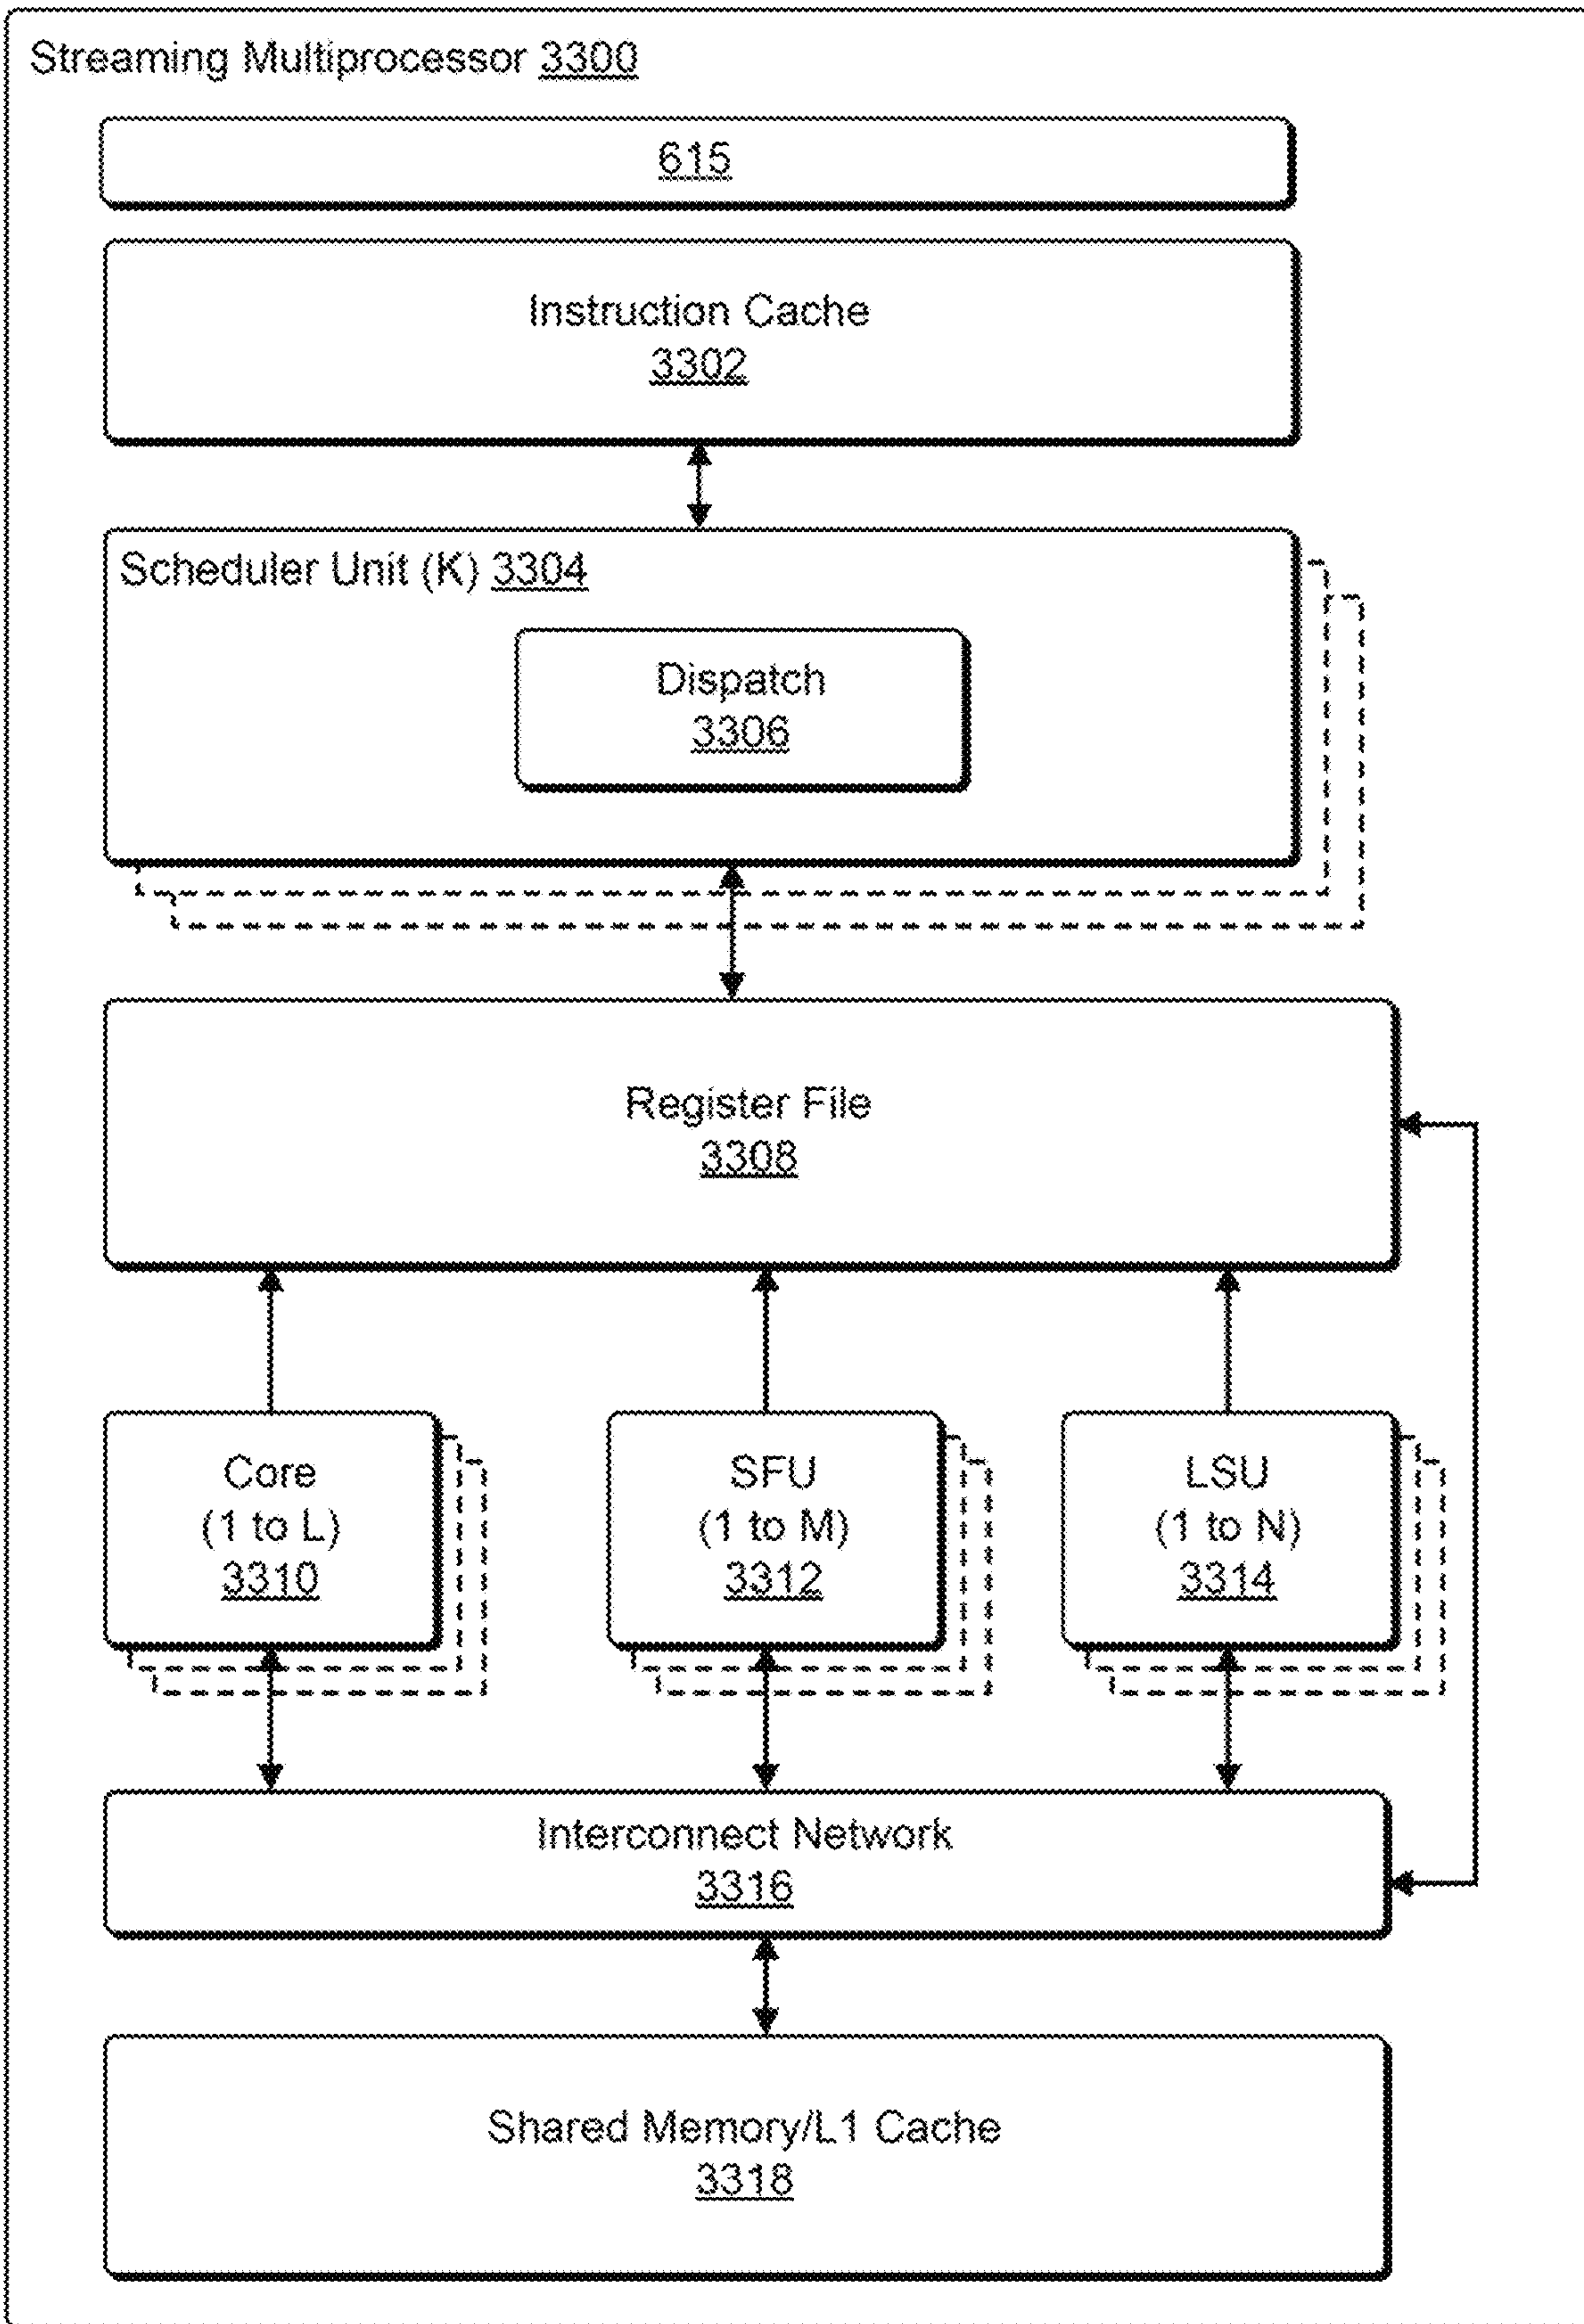 Streaming Multiprocessor 3300
615
Instruction Cache
3302
Scheduler Unit (K) 3304
Dispatch
3306
Register File
3308
Core
(1 to L)
3310
SFU
(1 to M)
3312
LSU
(1 to N)
3314
Interconnect Network
3316
Shared Memory/L1 Cache
3318